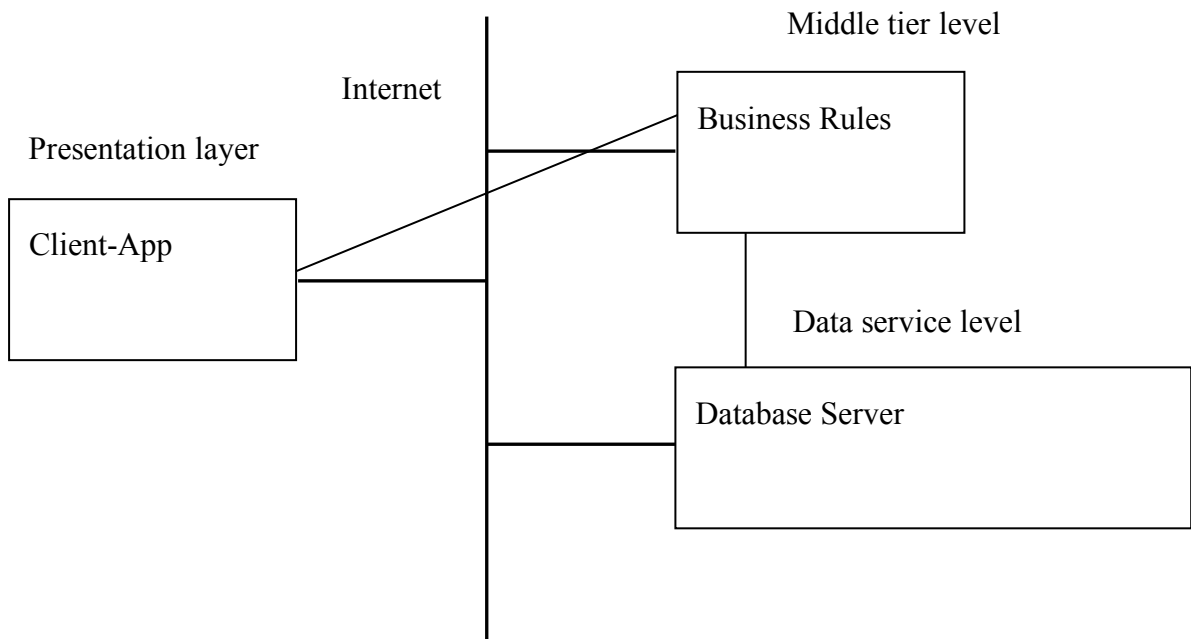 Middle tier level
Internet
Business Rules
Presentation layer
Client-App
Data service level
Database Server